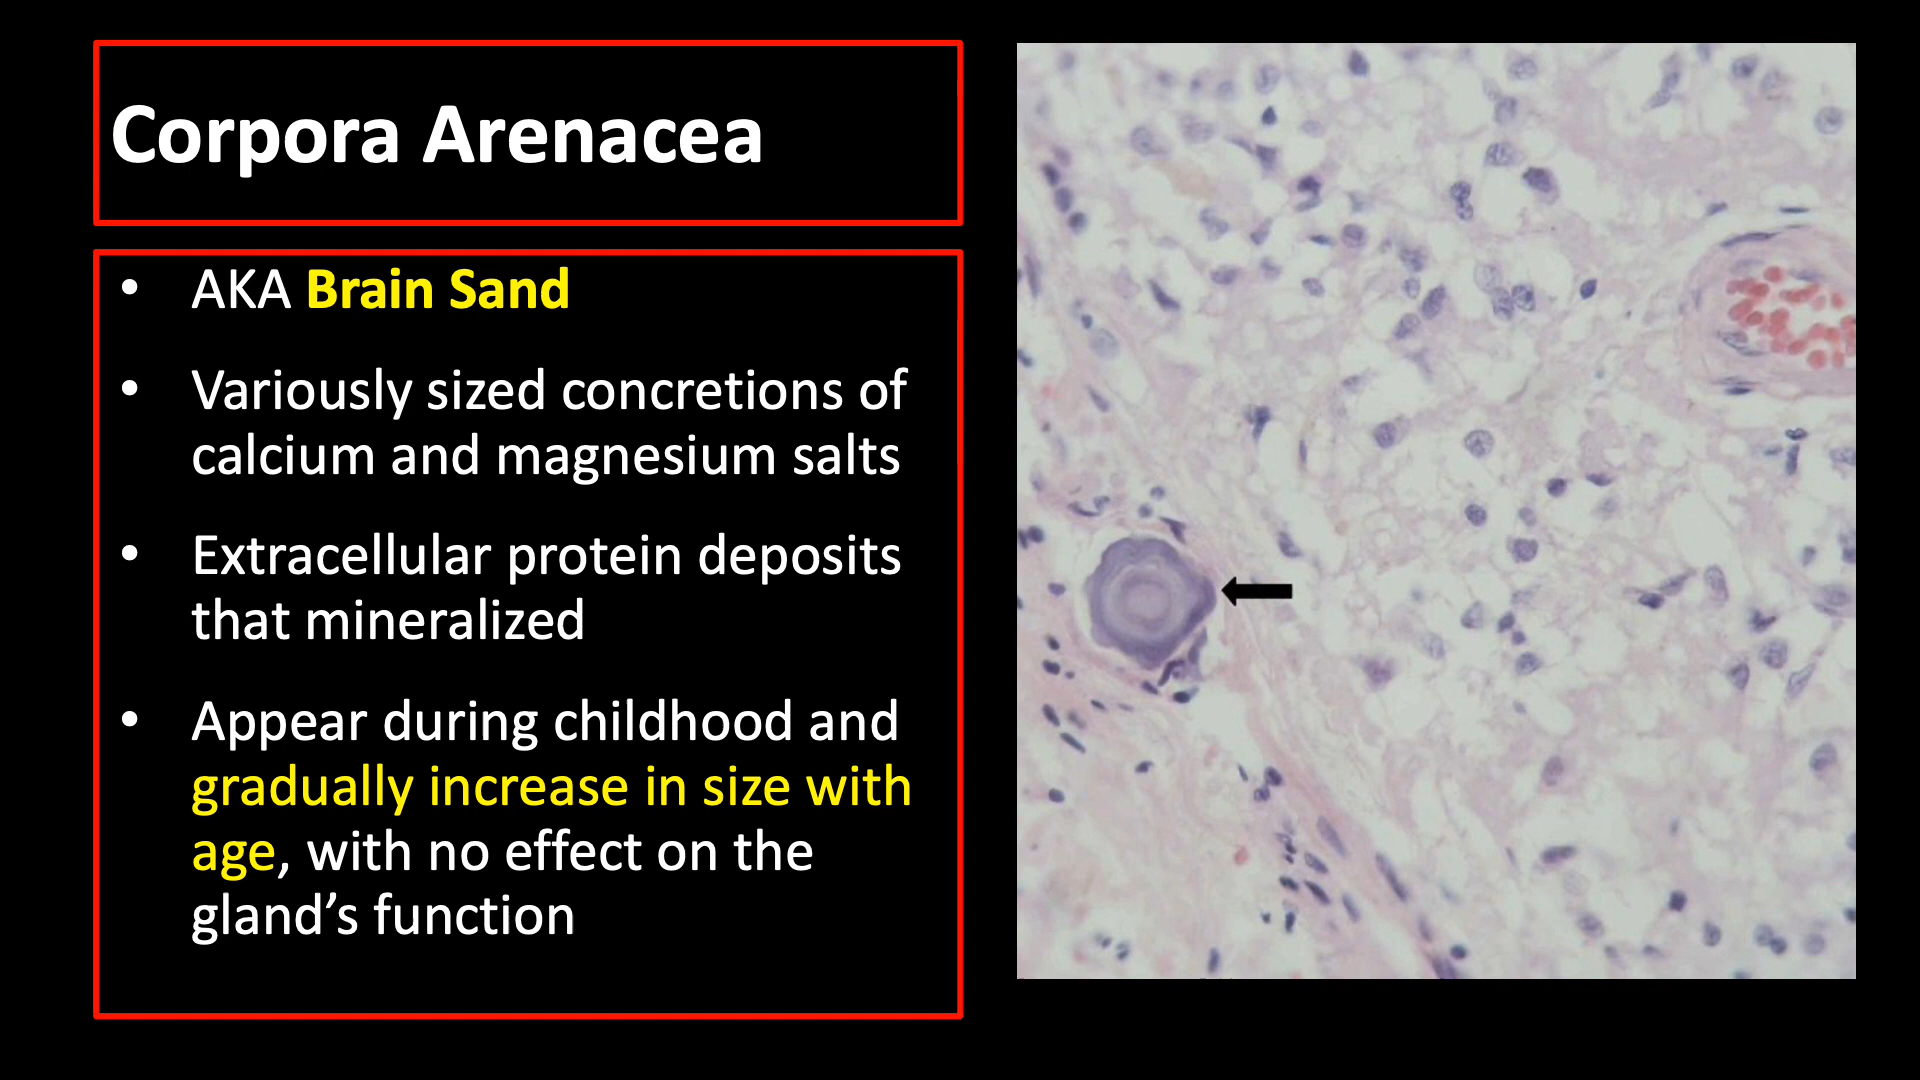 Corpora Arenacea
• AKA Brain Sand
• Variously sized concretions of
calcium and magnesium salts
• Extracellular protein deposits
that mineralized
• Appear during childhood and
gradually increase in size with
age, with no effect on the
gland’s function